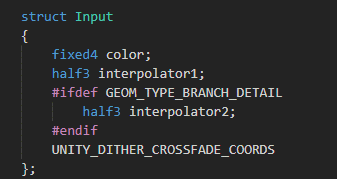 struct Input
{
fixed4 color;
half3 interpolator1;
#ifdef GEOM_TYPE_BRANCH_DETAIL
half3 interpolator2;
#endif
UNITY_DITHER_CROSSFADE_COORDS
};